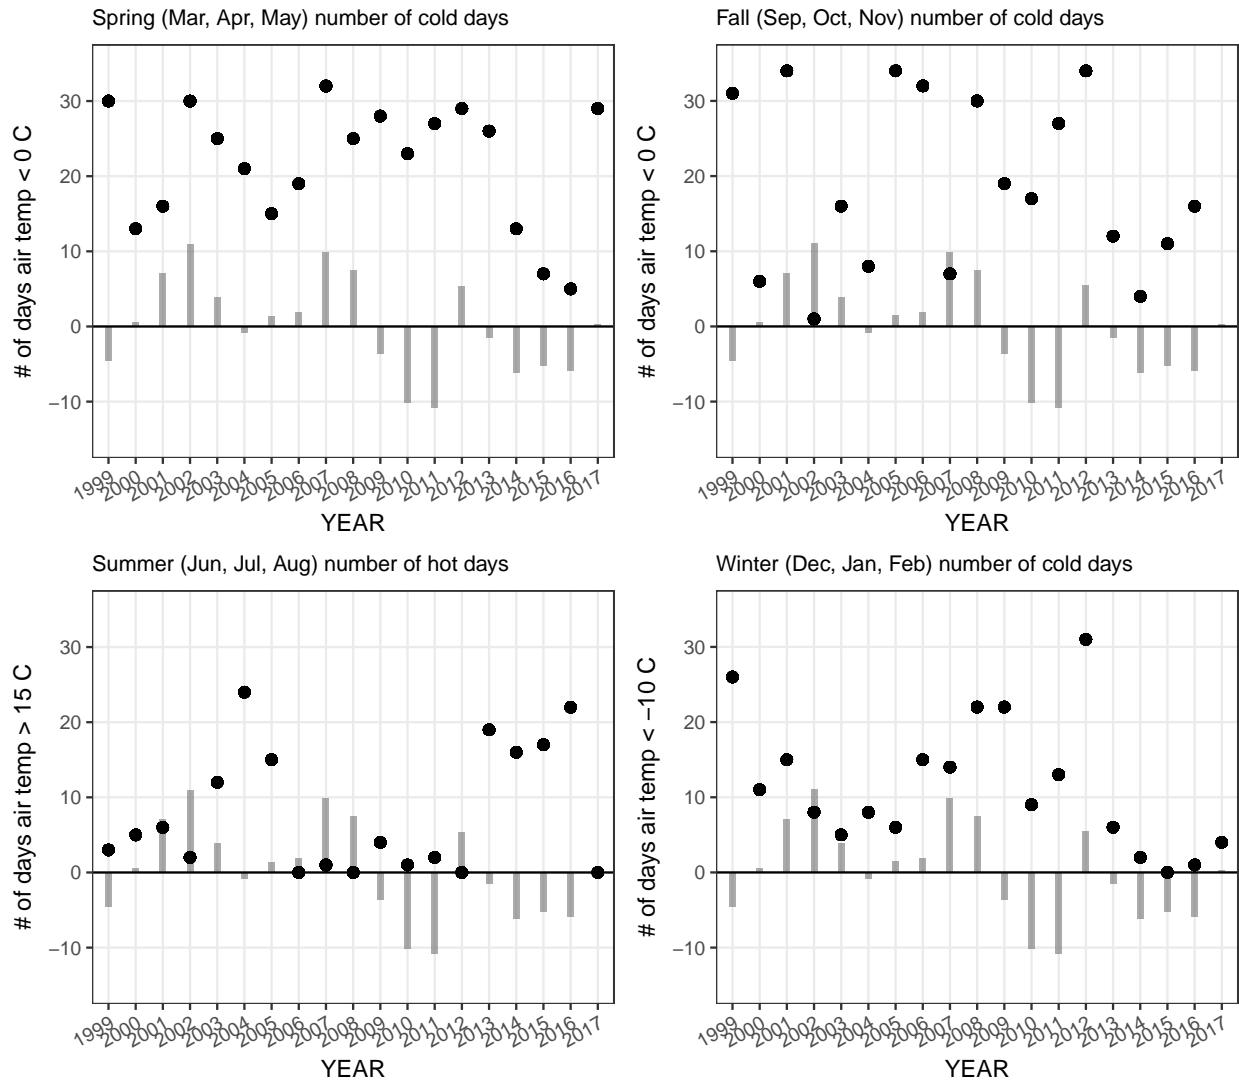 Spring (Mar, Apr, May) number of cold days
# of days air temp < 0 C
30
20
10
0
−10
1999 2000 2001 2002 2003 2004 2005 2006 2007 2008 2009 2010 2011 2012 2013 2014 2015 2016 2017
YEAR
Fall (Sep, Oct, Nov) number of cold days
# of days air temp < 0 C
30
20
10
0
−10
1999 2000 2001 2002 2003 2004 2005 2006 2007 2008 2009 2010 2011 2012 2013 2014 2015 2016 2017
YEAR
Summer (Jun, Jul, Aug) number of hot days
# of days air temp > 15 C
30
20
10
0
−10
1999 2000 2001 2002 2003 2004 2005 2006 2007 2008 2009 2010 2011 2012 2013 2014 2015 2016 2017
YEAR
Winter (Dec, Jan, Feb) number of cold days
# of days air temp < −10 C
30
20
10
0
−10
1999 2000 2001 2002 2003 2004 2005 2006 2007 2008 2009 2010 2011 2012 2013 2014 2015 2016 2017
YEAR